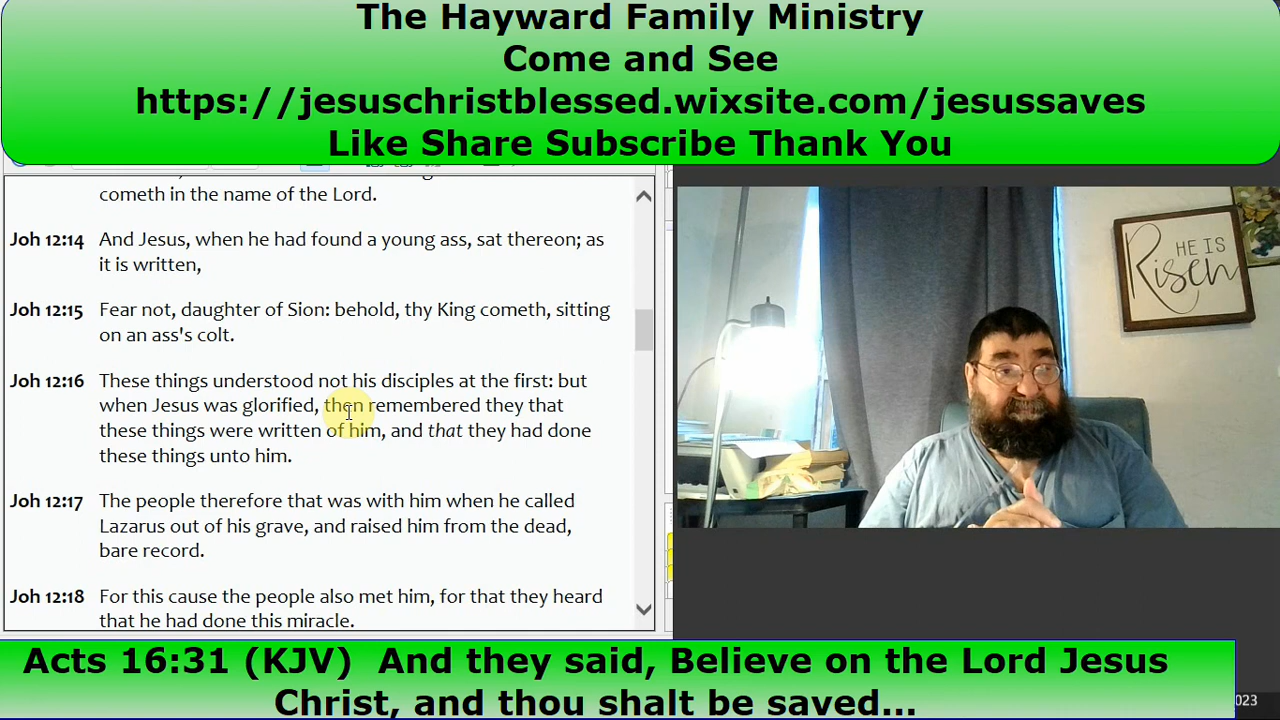 The Hayward Family Ministry
Come and See
https://jesuschristblessed.wixsite.com/jesussaves
Like Share Subscribe Thank You
cometh in the name of the Lord.
Joh 12:14 And Jesus, when he had found a young ass, sat thereon; as
it is written,
Joh 12:15 Fear not, daughter of Sion: behold, thy King cometh, sitting
on an ass's colt.
Joh 12:16 These things understood not his disciples at the first: but
when Jesus was glorified, then remembered they that
these things were written of him, and that they had done
these things unto him.
Joh 12:17 The people therefore that was with him when he called
Lazarus out of his grave, and raised him from the dead,
bare record.
Joh 12:18 For this cause the people also met him, for that they heard
that he had done this miracle.
HE IS
Risen
Acts 16:31 (KJV) And they said, Believe on the Lord Jesus
Christ, and thou shalt be saved...
023